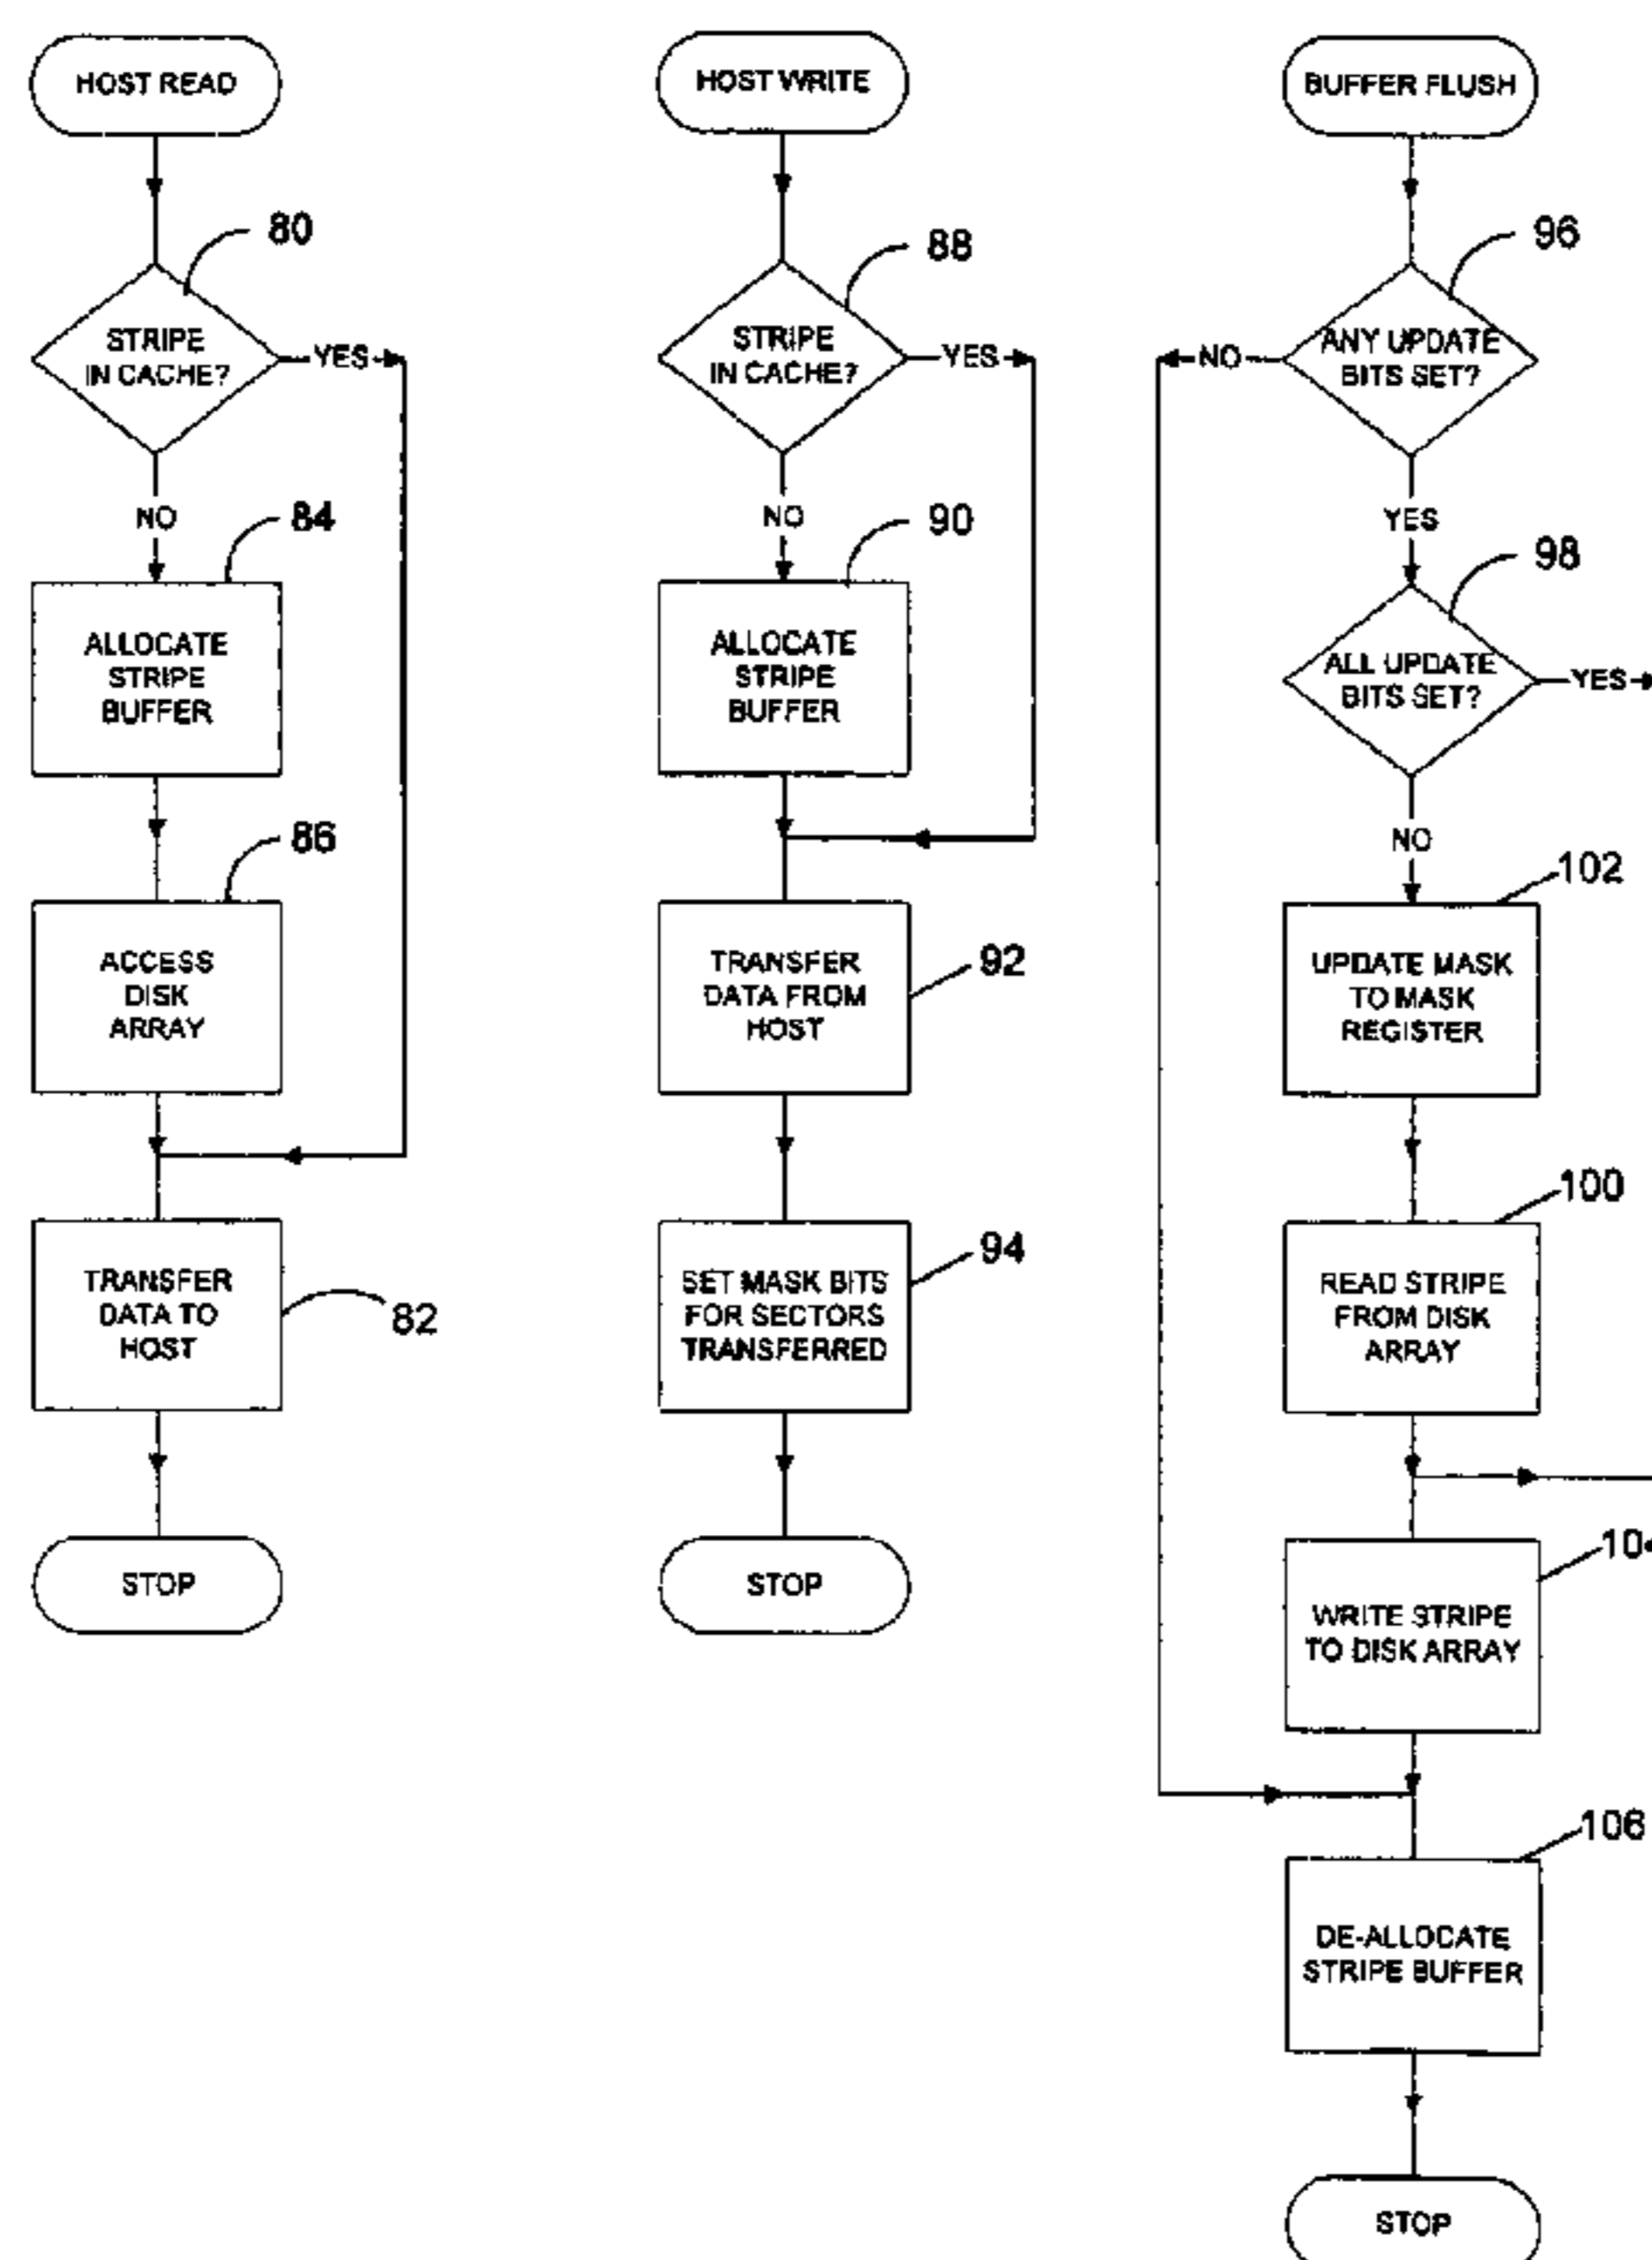 HOST READ
80
STRIPE
IN CACHE?
YES
NO
84
ALLOCATE
STRIPE
BUFFER
86
ACCESS
DISK
ARRAY
TRANSFER
DATA TO
HOST
82
STOP
HOST WRITE
88
STRIPE
IN CACHE?
YES
NO
90
ALLOCATE
STRIPE
BUFFER
TRANSFER
DATA FROM
HOST
92
SET MASK BITS
FOR SECTORS
TRANSFERRED
94
STOP
BUFFER FLUSH
96
ANY UPDATE
BITS SET?
NO
YES
98
ALL UPDATE
BITS SET?
YES
NO
102
UPDATE MASK
TO MASK
REGISTER
100
READ STRIPE
FROM DISK
ARRAY
WRITE STRIPE
TO DISK ARRAY
106
DE-ALLOCATE
STRIPE BUFFER
STOP